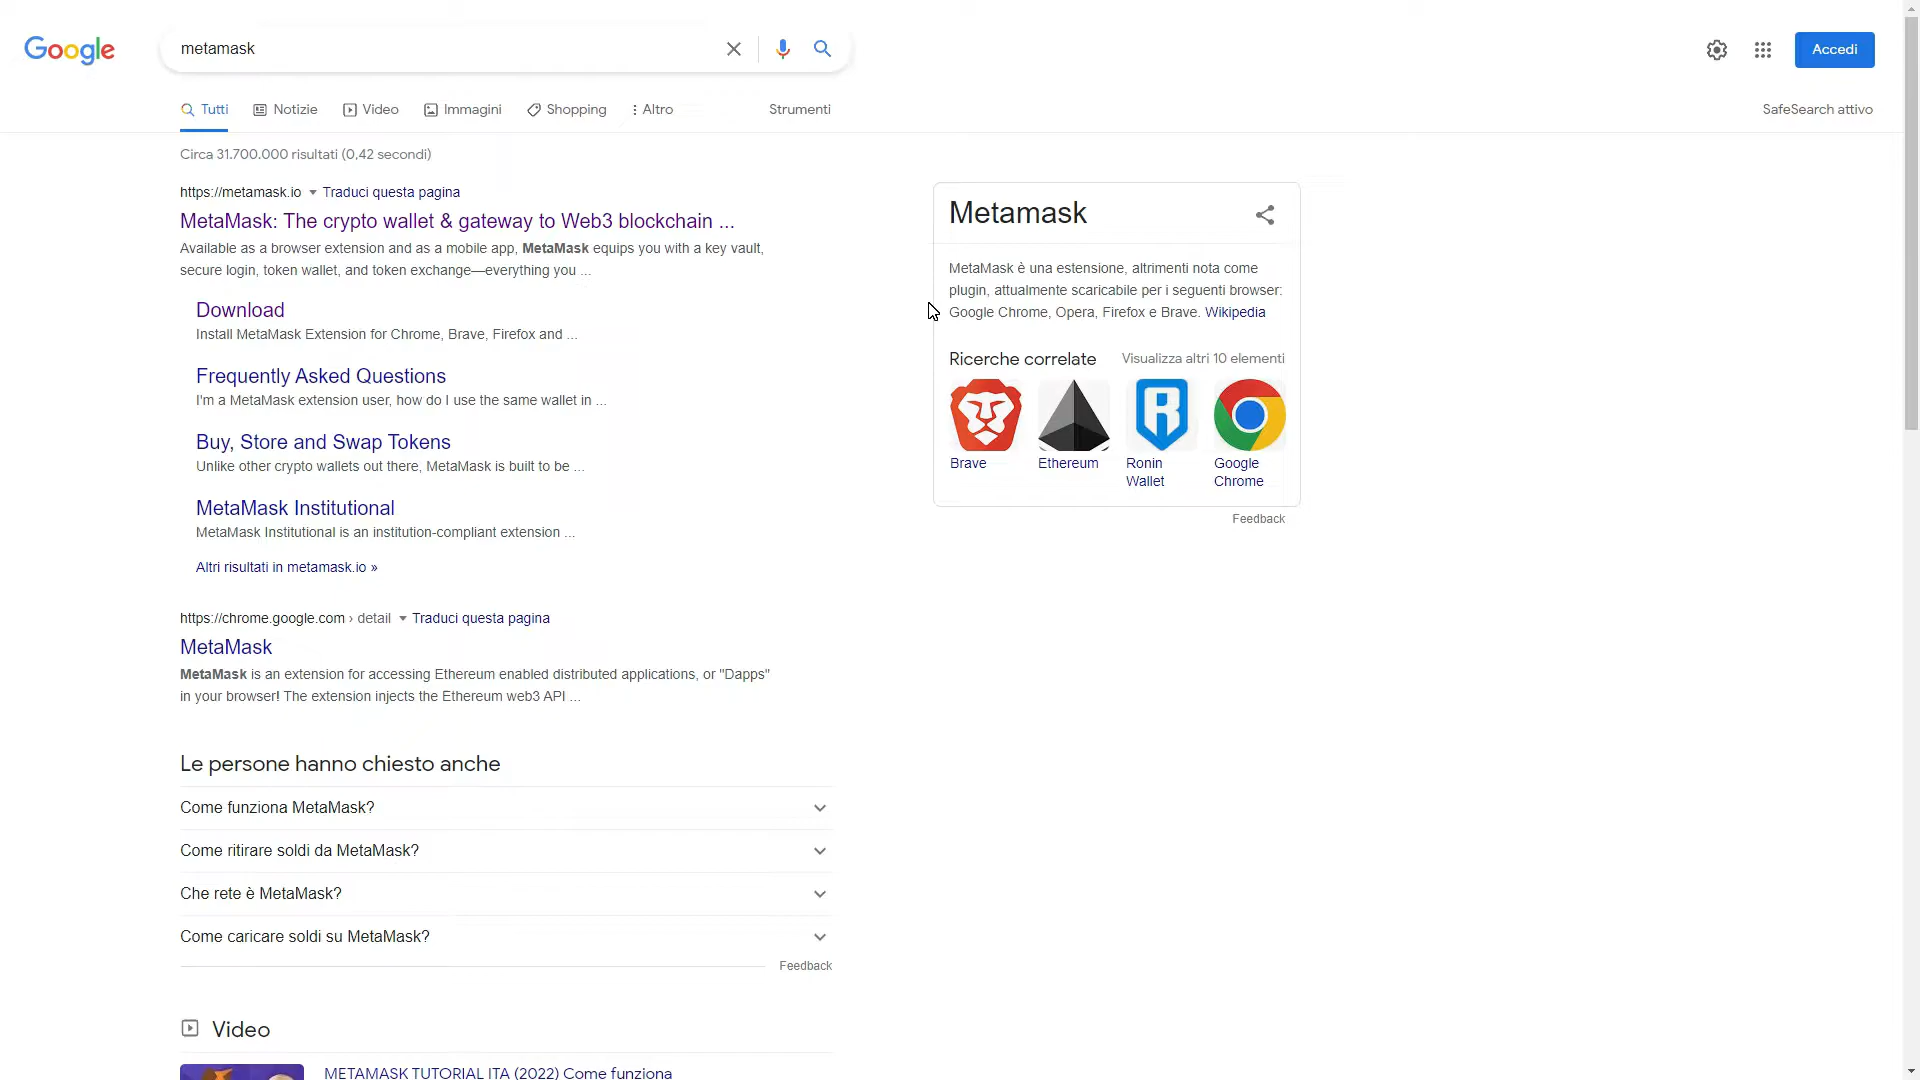 Google
metamask
Accedi
Tutti
Notizie
Video
Immagini
Shopping
Altro
Strumenti
SafeSearch attivo
Circa 31.700.000 risultati (0,42 secondi)
https://metamask.io Traduci questa pagina
MetaMask: The crypto wallet & gateway to Web3 blockchain ...
Available as a browser extension and as a mobile app, MetaMask equips you with a key vault,
secure login, token wallet, and token exchange—everything you ...
Download
Install MetaMask Extension for Chrome, Brave, Firefox and ...
Frequently Asked Questions
I'm a MetaMask extension user, how do I use the same wallet in ...
Buy, Store and Swap Tokens
Unlike other crypto wallets out there, MetaMask is built to be ...
MetaMask Institutional
MetaMask Institutional is an institution-compliant extension ...
Altri risultati in metamask.io »
https://chrome.google.com › detail Traduci questa pagina
MetaMask
MetaMask is an extension for accessing Ethereum enabled distributed applications, or "Dapps"
in your browser! The extension injects the Ethereum web3 API ...
Le persone hanno chiesto anche
Come funziona MetaMask?
Come ritirare soldi da MetaMask?
Che rete è MetaMask?
Come caricare soldi su MetaMask?
Feedback
Video
METAMASK TUTORIAL ITA (2022) Come funziona
Metamask
MetaMask è una estensione, altrimenti nota come
plugin, attualmente scaricabile per i seguenti browser:
Google Chrome, Opera, Firefox e Brave. Wikipedia
Ricerche correlate
Visualizza altri 10 elementi
Brave
Ethereum
Ronin
Wallet
Google
Chrome
Feedback